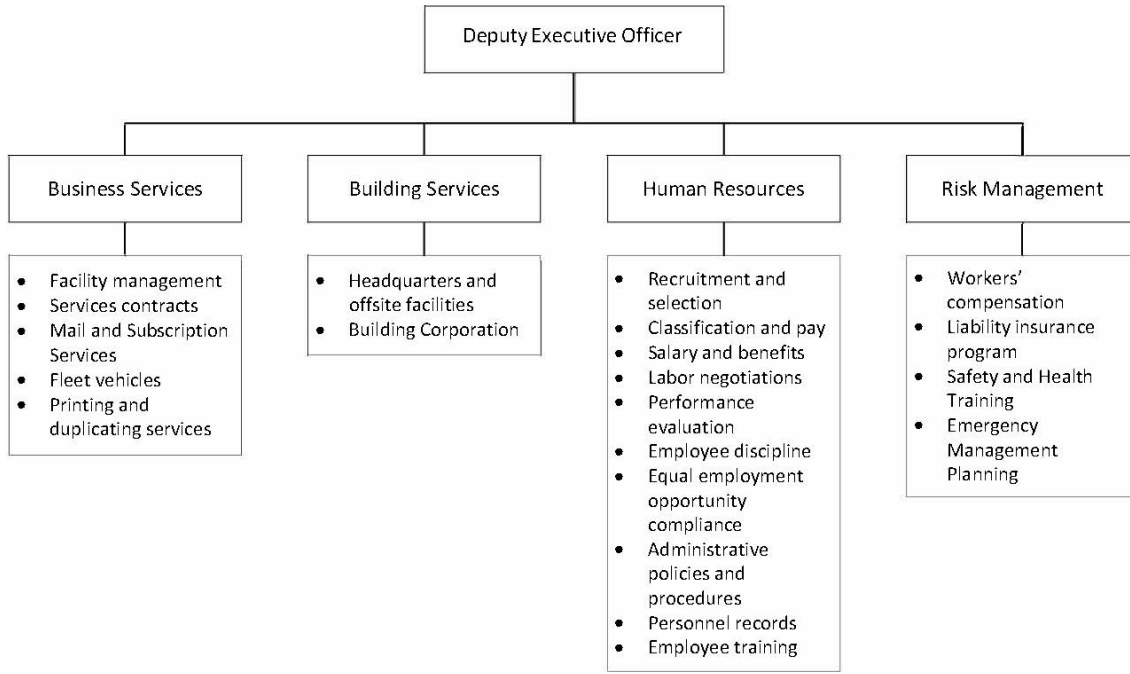 Deputy Executive Officer
Business Services
Building Services
Human Resources
Risk Management
• Facility management
• Services contracts
• Mail and Subscription
Services
• Fleet vehicles
• Printing and
duplicating services
• Headquarters and
offsite facilities
• Building Corporation
• Recruitment and
selection
• Classification and pay
• Salary and benefits
• Labor negotiations
• Performance
evaluation
• Employee discipline
• Equal employment
opportunity
compliance
• Administrative
policies and
procedures
• Personnel records
• Employee training
• Workers’
compensation
• Liability insurance
program
• Safety and Health
Training
• Emergency
Management
Planning